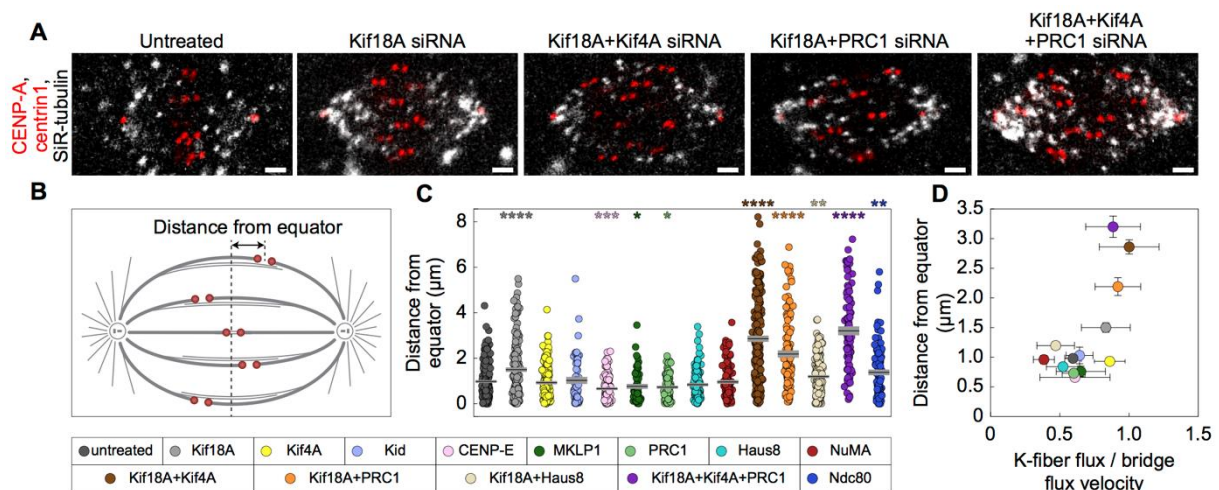 A
Untreated
Kif18A siRNA
Kif18A+Kif4A siRNA
Kif18A+PRC1 siRNA
Kif18A+Kif4A
+PRC1 siRNA
CENP-A,
centrin1,
SiR-tubulin
B
Distance from equator
C
Distance from
equator (μm)
8
6
4
2
0
****
***
*
*
****
****
**
****
**
D
Distance from equator
(μm)
3.5
3.0
2.5
2.0
1.5
1.0
0.5
0
0
0.5
1.0
1.5
K-fiber flux / bridge
flux velocity
untreated
Kif18A
Kif4A
Kid
CENP-E
MKLP1
PRC1
Haus8
NuMA
Kif18A+Kif4A
Kif18A+PRC1
Kif18A+Haus8
Kif18A+Kif4A+PRC1
Ndc80